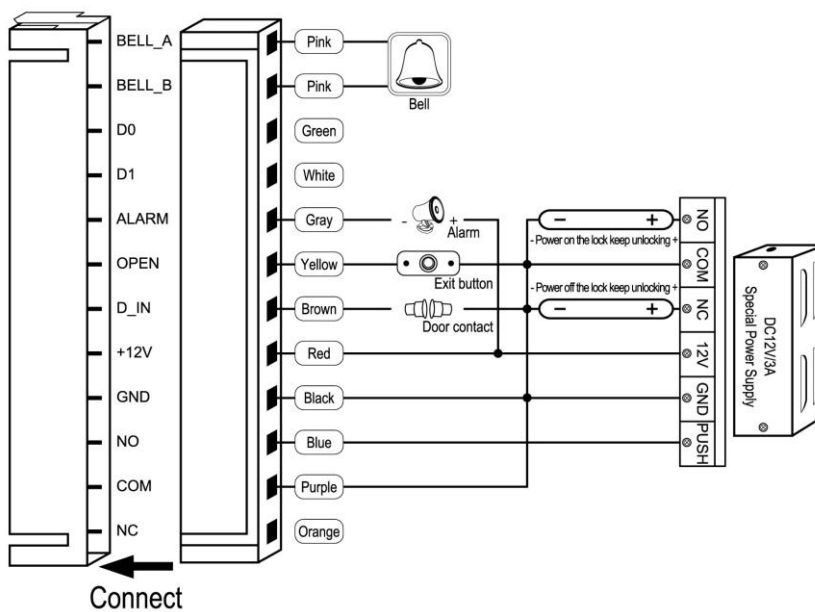 BELL_A
BELL_B
D0
D1
ALARM
OPEN
D_IN
+12V
GND
NO
COM
NC
Connect
Pink
Pink
Green
White
Gray
Yellow
Brown
Red
Black
Blue
Purple
Orange
Bell
- +
Alarm
Exit button
Door contact
- +
- Power on the lock keep unlocking +
- Power off the lock keep unlocking +
- +
NO
COM
NC
12V
GND
PUSH
DC12V/3A
Special Power Supply